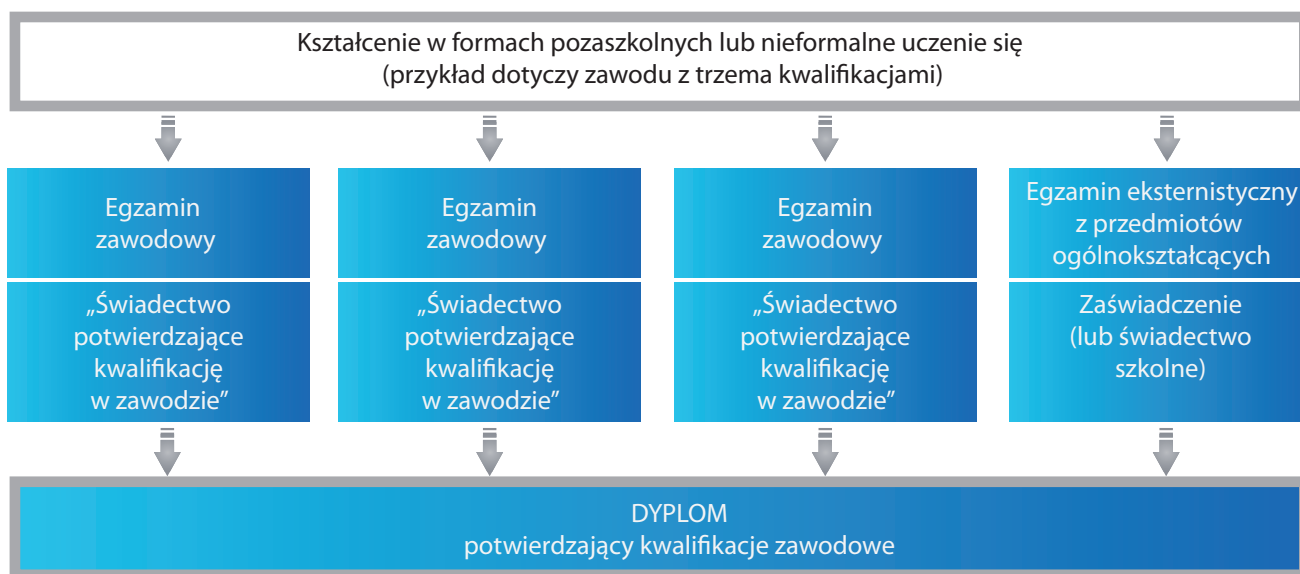 Kształcenie w formach pozaszkolnych lub nieformalne uczenie się
(przykład dotyczy zawodu z trzema kwalifikacjami)
Egzamin
zawodowy
Egzamin
zawodowy
Egzamin
zawodowy
Egzamin eksternistyczny
z przedmiotów
ogólnokształcących
„Świadectwo
potwierdzające
kwalifikację
w zawodzie”
„Świadectwo
potwierdzające
kwalifikację
w zawodzie”
„Świadectwo
potwierdzające
kwalifikację
w zawodzie”
Zaświadczenie
(lub świadectwo
szkolne)
DYPLOM
potwierdzający kwalifikacje zawodowe